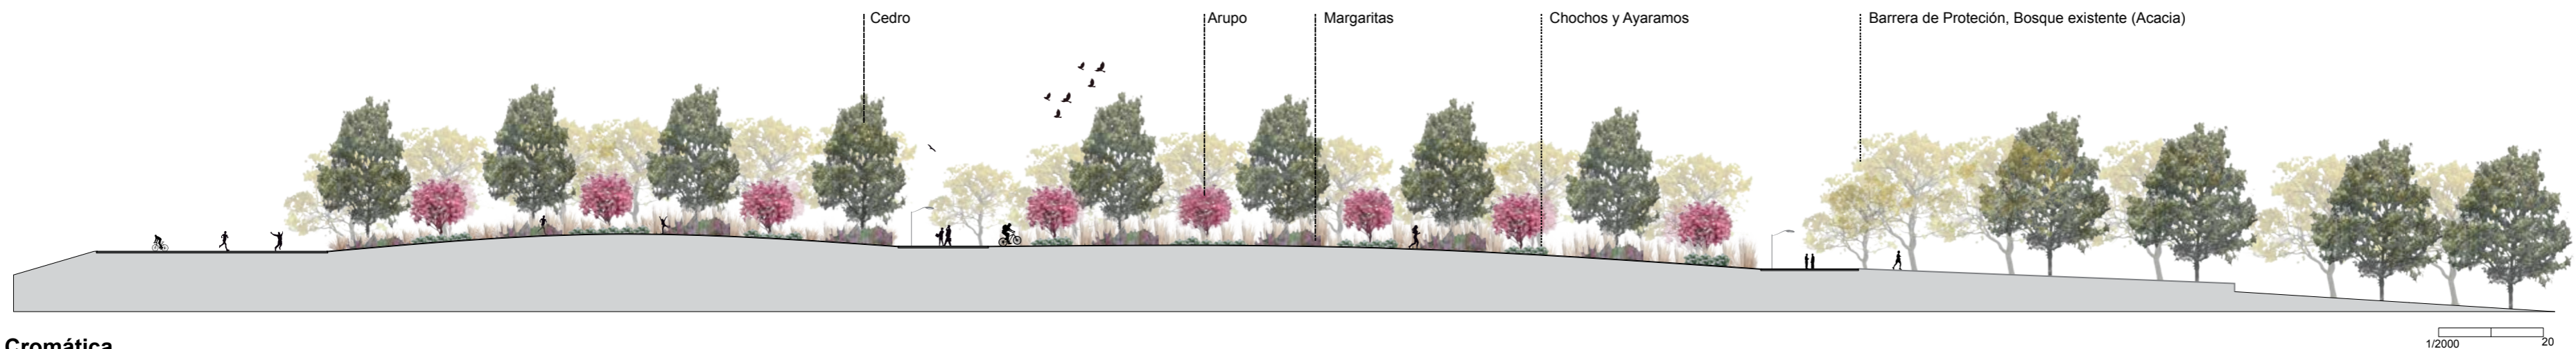 Cedro
Arupo
Margaritas
Chochos y Ayaramos
Barrera de Proteción, Bosque existente (Acacia)
Cromática
1/2000
20